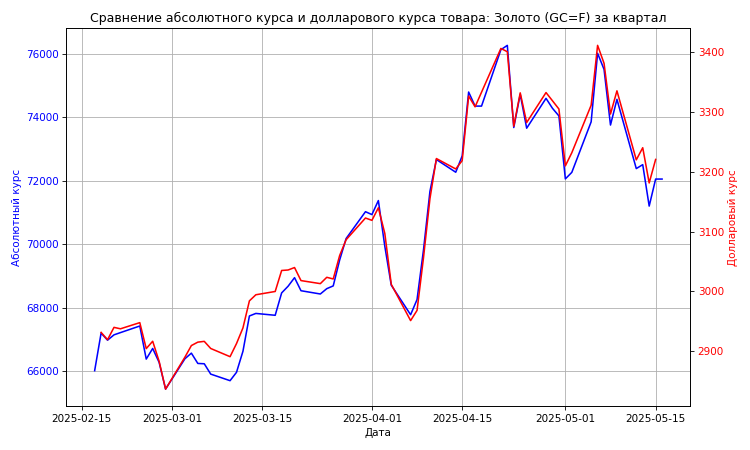 Сравнение абсолютного курса и долларового курса товара: Золото (GC=F) за квартал
Абсолютный курс
76000
74000
72000
70000
68000
66000
3400
3300
3200
3100
3000
2900
Долларовый курс
2025-02-15 2025-03-01 2025-03-15 2025-04-01 2025-04-15 2025-05-01 2025-05-15
Дата